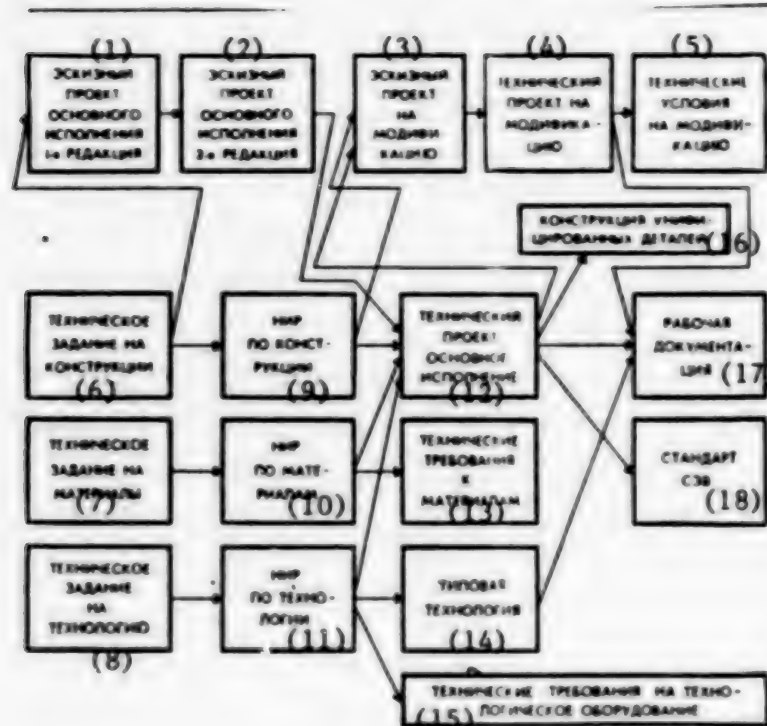 (1)
ЭСКИЗНЫЙ
ПРОЕКТ
ОСНОВНОГО
ИСПОЛНЕНИЯ
1-я РЕДАКЦИЯ
(2)
ЭСКИЗНЫЙ
ПРОЕКТ
ОСНОВНОГО
ИСПОЛНЕНИЯ
2-я РЕДАКЦИЯ
(3)
ЭСКИЗНЫЙ
ПРОЕКТ
НА
МОДИФИ
КАЦИЮ
(4)
ТЕХНИЧЕСКИЙ
ПРОЕКТ НА
МОДИФИКА-
ЦИЮ
(5)
ТЕХНИЧЕСКИЕ
УСЛОВИЯ
НА МОДИФИ-
КАЦИЮ
КОНСТРУКЦИЯ УНИФИ-
ЦИРОВАННЫХ ДЕТАЛЕЙ
(16)
ТЕХНИЧЕСКОЕ
ЗАДАНИЕ НА
КОНСТРУКЦИИ
(6)
НИР
ПО КОНСТ-
РУКЦИИ
(9)
ТЕХНИЧЕСКИЙ
ПРОЕКТ
ОСНОВНОГ
ИСПОЛНЕНИЕ
(12)
РАБОЧАЯ
ДОКУМЕНТА-
ЦИЯ
(17)
ТЕХНИЧЕСКОЕ
ЗАДАНИЕ НА
МАТЕРИАЛЫ
(7)
НИР
ПО МАТЕ-
РИАЛАМ
(10)
ТЕХНИЧЕСКИЕ
ТРЕБОВАНИЯ
К
МАТЕРИАЛАМ
(13)
СТАНДАРТ
СЭВ
(18)
ТЕХНИЧЕСКОЕ
ЗАДАНИЕ
НА
ТЕХНОЛОГИЮ
(8)
НИР
ПО ТЕХНО-
ЛОГИИ
(11)
ТИПОВАЯ
ТЕХНОЛОГИЯ
(14)
ТЕХНИЧЕСКИЕ ТРЕБОВАНИЯ НА ТЕХНО-
ЛОГИЧЕСКОЕ ОБОРУДОВАНИЕ
(15)